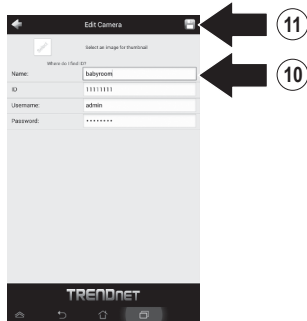 Edit Camera
11
Select an image for thumbnail
Where do I find ID?
Name: babyroom
10
ID 11111111
Username: admin
Password: ••••••••
TRENDNET